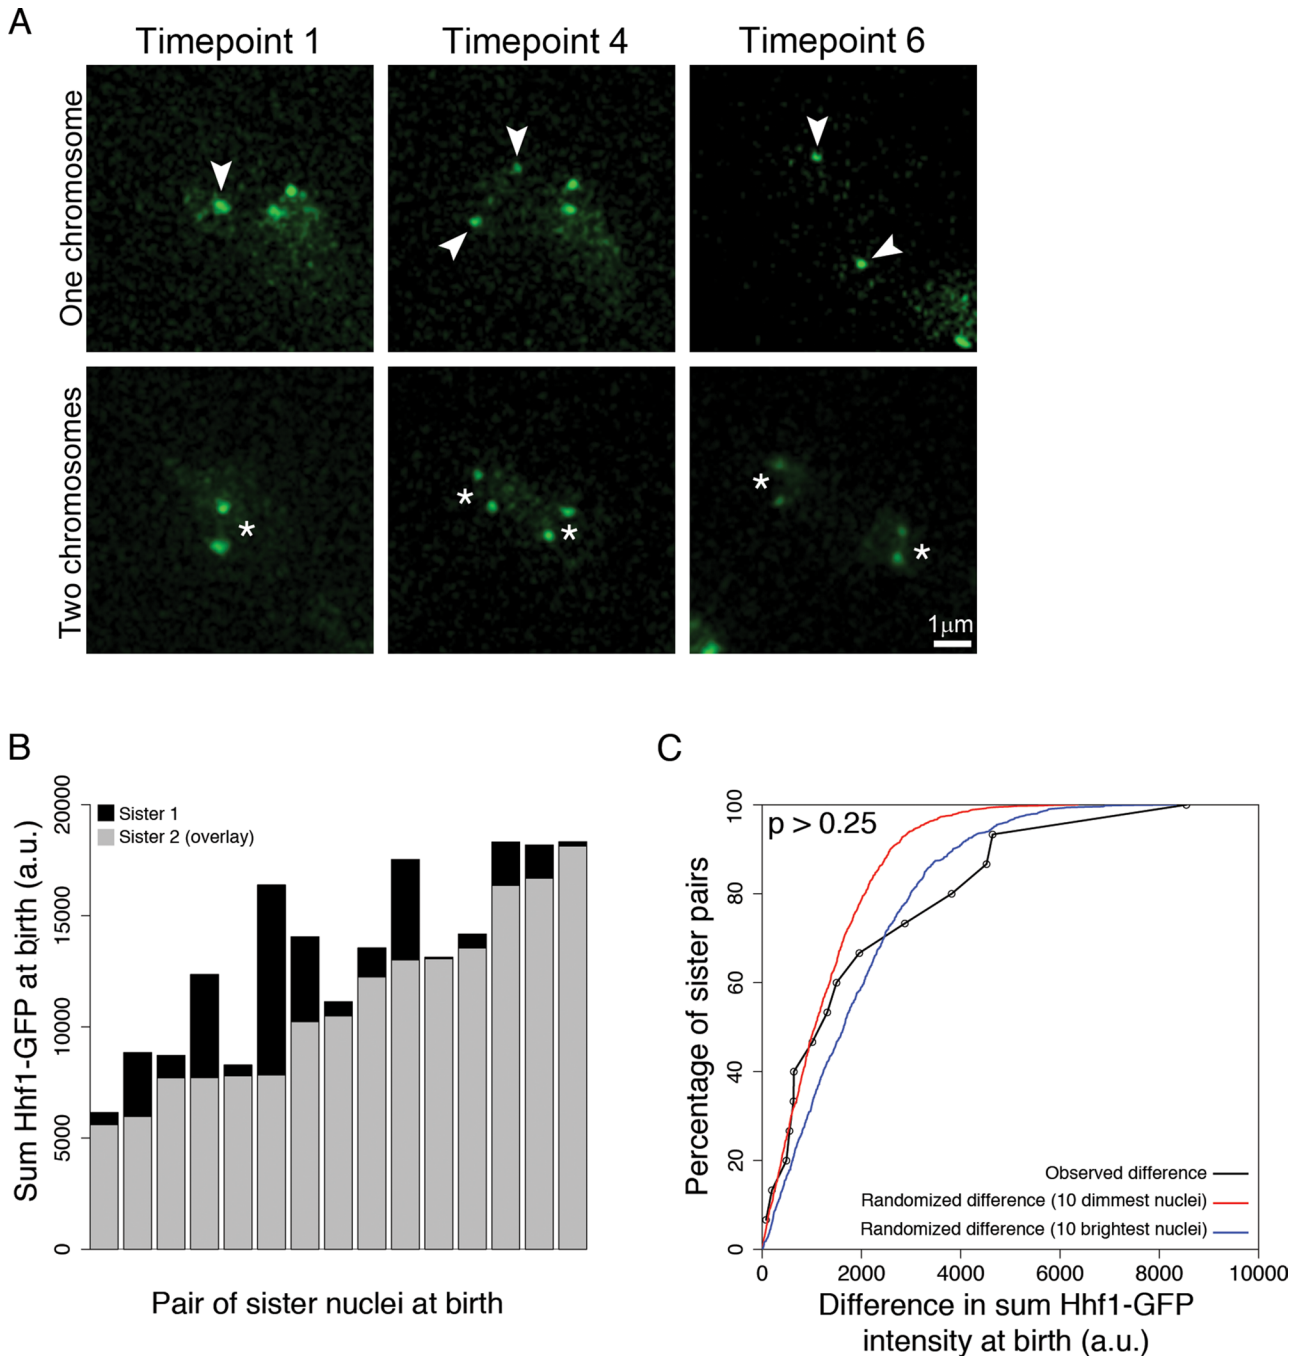 A
Timepoint 1
Timepoint 4
Timepoint 6
One chromosome
Two chromosomes
*
*
*
*
*
1μm
B
Sum Hhf1-GFP at birth (a.u.)
20000
15000
10000
5000
0
Sister 1
Sister 2 (overlay)
Pair of sister nuclei at birth
C
Percentage of sister pairs
100
80
60
40
20
0
p > 0.25
Observed difference
Randomized difference (10 dimmest nuclei)
Randomized difference (10 brightest nuclei)
0 2000 4000 6000 8000 10000
Difference in sum Hhf1-GFP
intensity at birth (a.u.)